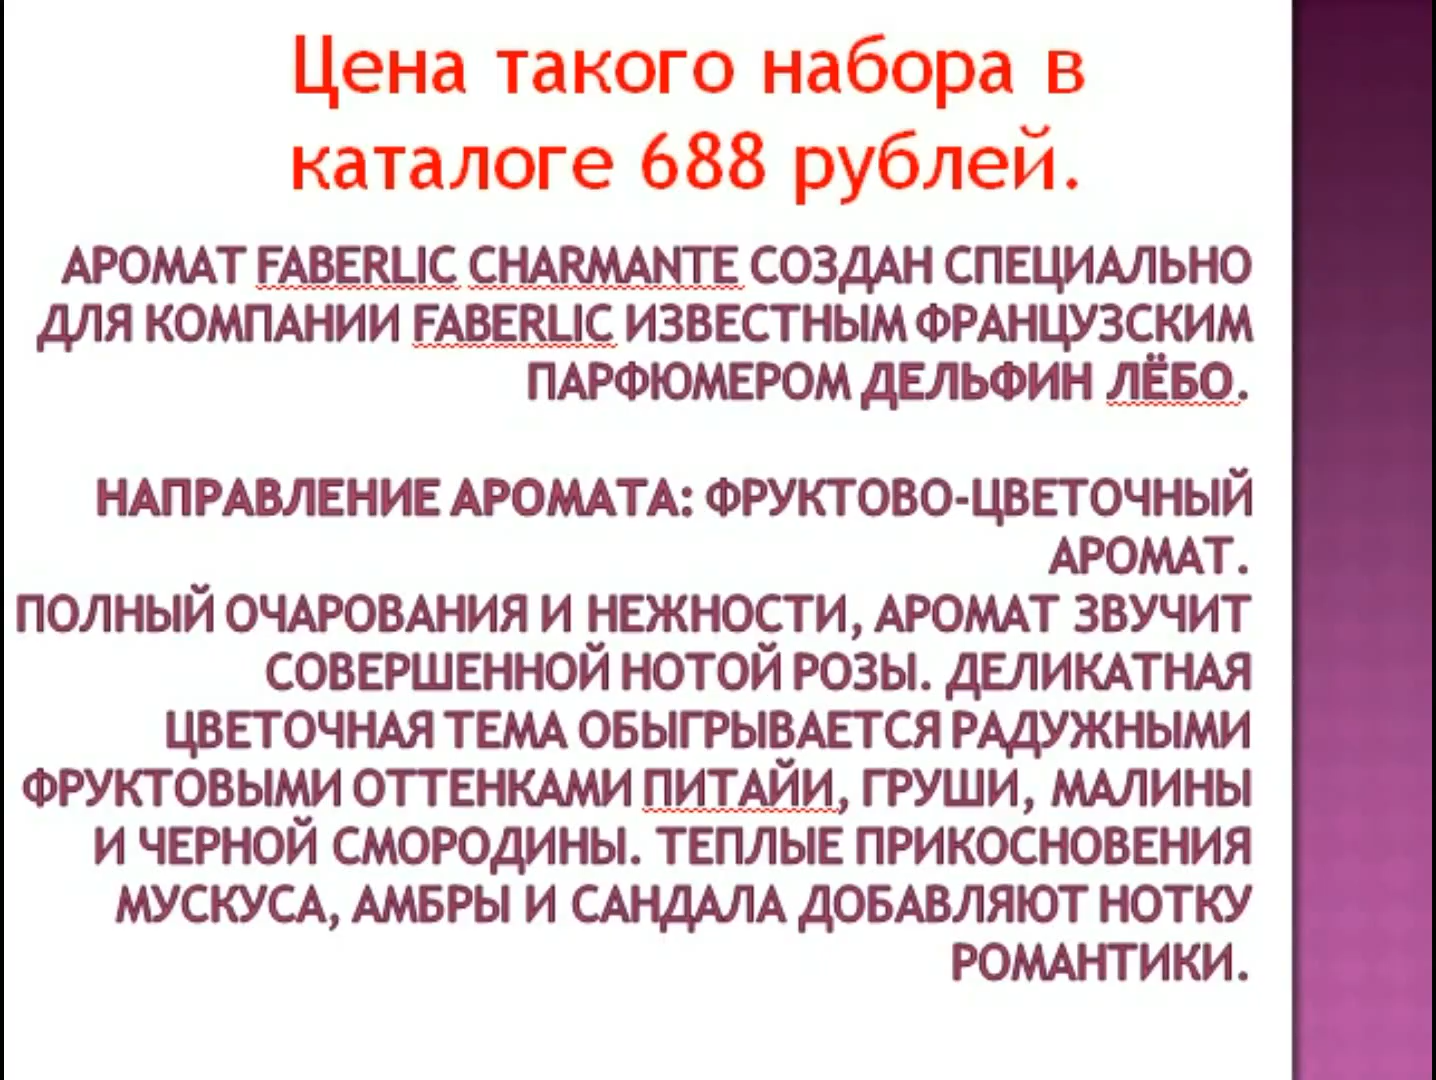 Цена такого набора в
каталоге 688 рублей.
АРОМАТ FABERLIC CHARMANTE СОЗДАН СПЕЦИАЛЬНО
ДЛЯ КОМПАНИИ FABERLIC ИЗВЕСТНЫМ ФРАНЦУЗСКИМ
ПАРФЮМЕРОМ ДЕЛЬФИН ЛЁБО.
НАПРАВЛЕНИЕ АРОМАТА: ФРУКТОВО-ЦВЕТОЧНЫЙ
АРОМАТ.
ПОЛНЫЙ ОЧАРОВАНИЯ И НЕЖНОСТИ, АРОМАТ ЗВУЧИТ
СОВЕРШЕННОЙ НОТОЙ РОЗЫ. ДЕЛИКАТНАЯ
ЦВЕТОЧНАЯ ТЕМА ОБЫГРЫВАЕТСЯ РАДУЖНЫМИ
ФРУКТОВЫМИ ОТТЕНКАМИ ПИТАЙИ, ГРУШИ, МАЛИНЫ
И ЧЕРНОЙ СМОРОДИНЫ. ТЕПЛЫЕ ПРИКОСНОВЕНИЯ
МУСКУСА, АМБРЫ И САНДАЛА ДОБАВЛЯЮТ НОТКУ
РОМАНТИКИ.